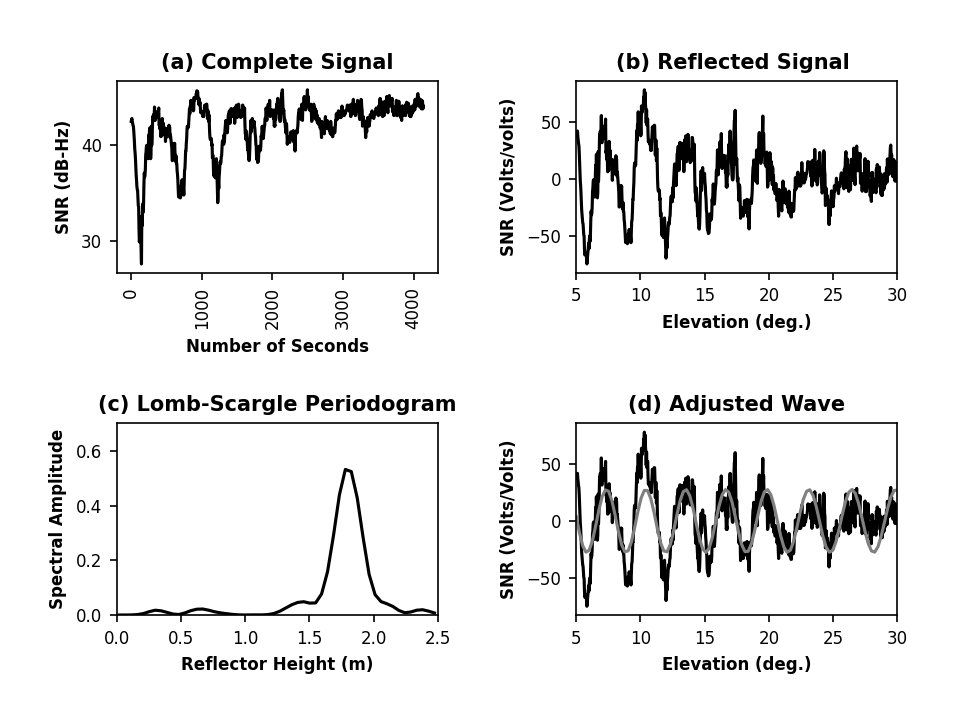 (a) Complete Signal
SNR (dB-Hz)
40
30
0
1000
2000
3000
4000
Number of Seconds
(b) Reflected Signal
SNR (Volts/volts)
50
0
−50
5 10 15 20 25 30
Elevation (deg.)
(c) Lomb-Scargle Periodogram
Spectral Amplitude
0.6
0.4
0.2
0.0
0.0 0.5 1.0 1.5 2.0 2.5
Reflector Height (m)
(d) Adjusted Wave
SNR (Volts/Volts)
50
0
−50
5 10 15 20 25 30
Elevation (deg.)